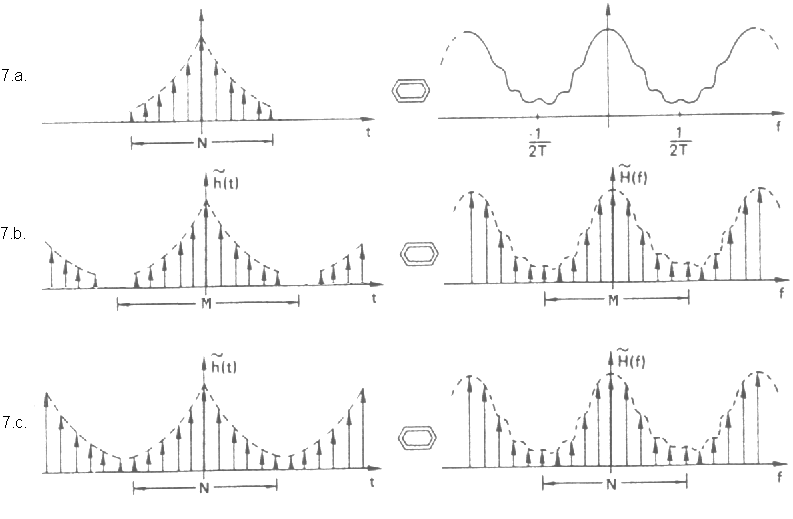 7.a.
t
N
-1/2T
1/2T
f
7.b.
h̃(t)
t
M
H̃(f)
f
M
7.c.
h̃(t)
t
N
H̃(f)
f
N